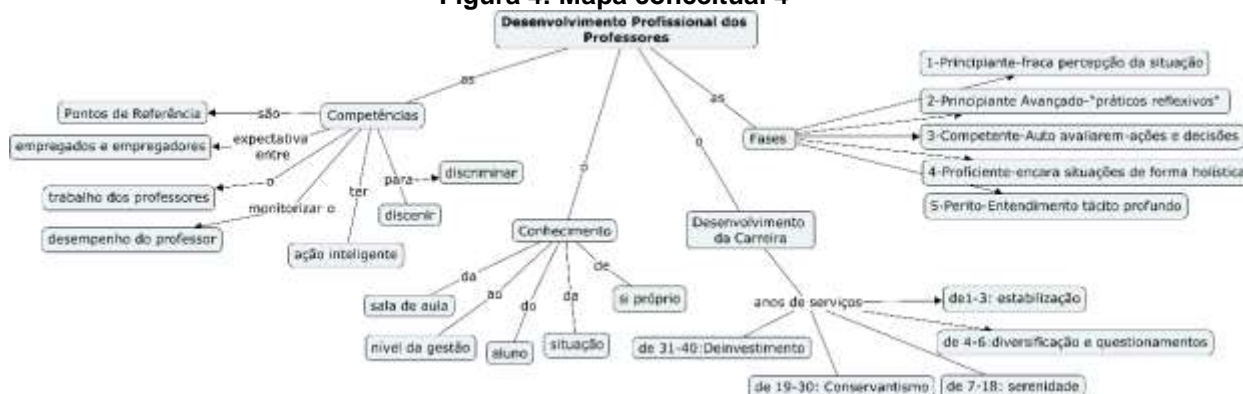 Figura 4: Mapa conceitual 4
Desenvolvimento Profissional dos
Professores
as
são
Competências
Pontos de Referência
expectativa
entre
empregados e empregadores
o
trabalho dos professores
monitorizar o
desempenho do professor
ter
ação inteligente
para
discriminar
discenir
o
Conhecimento
da
sala de aula
ao
nível da gestão
do
aluno
da
situação
de
si próprio
o
Desenvolvimento
da Carreira
anos de serviços
de1-3: estabilização
de 4-6:diversificação e questionamentos
de 7-18: serenidade
de 19-30: Conservantismo
de 31-40:Deinvestimento
as
Fases
1-Principiante-fraca percepção da situação
2-Principiante Avançado-"práticos reflexivos"
3-Competente-Auto avaliarem-ações e decisões
4-Proficiente-encara situações de forma holística
5-Perito-Entendimento tácito profundo